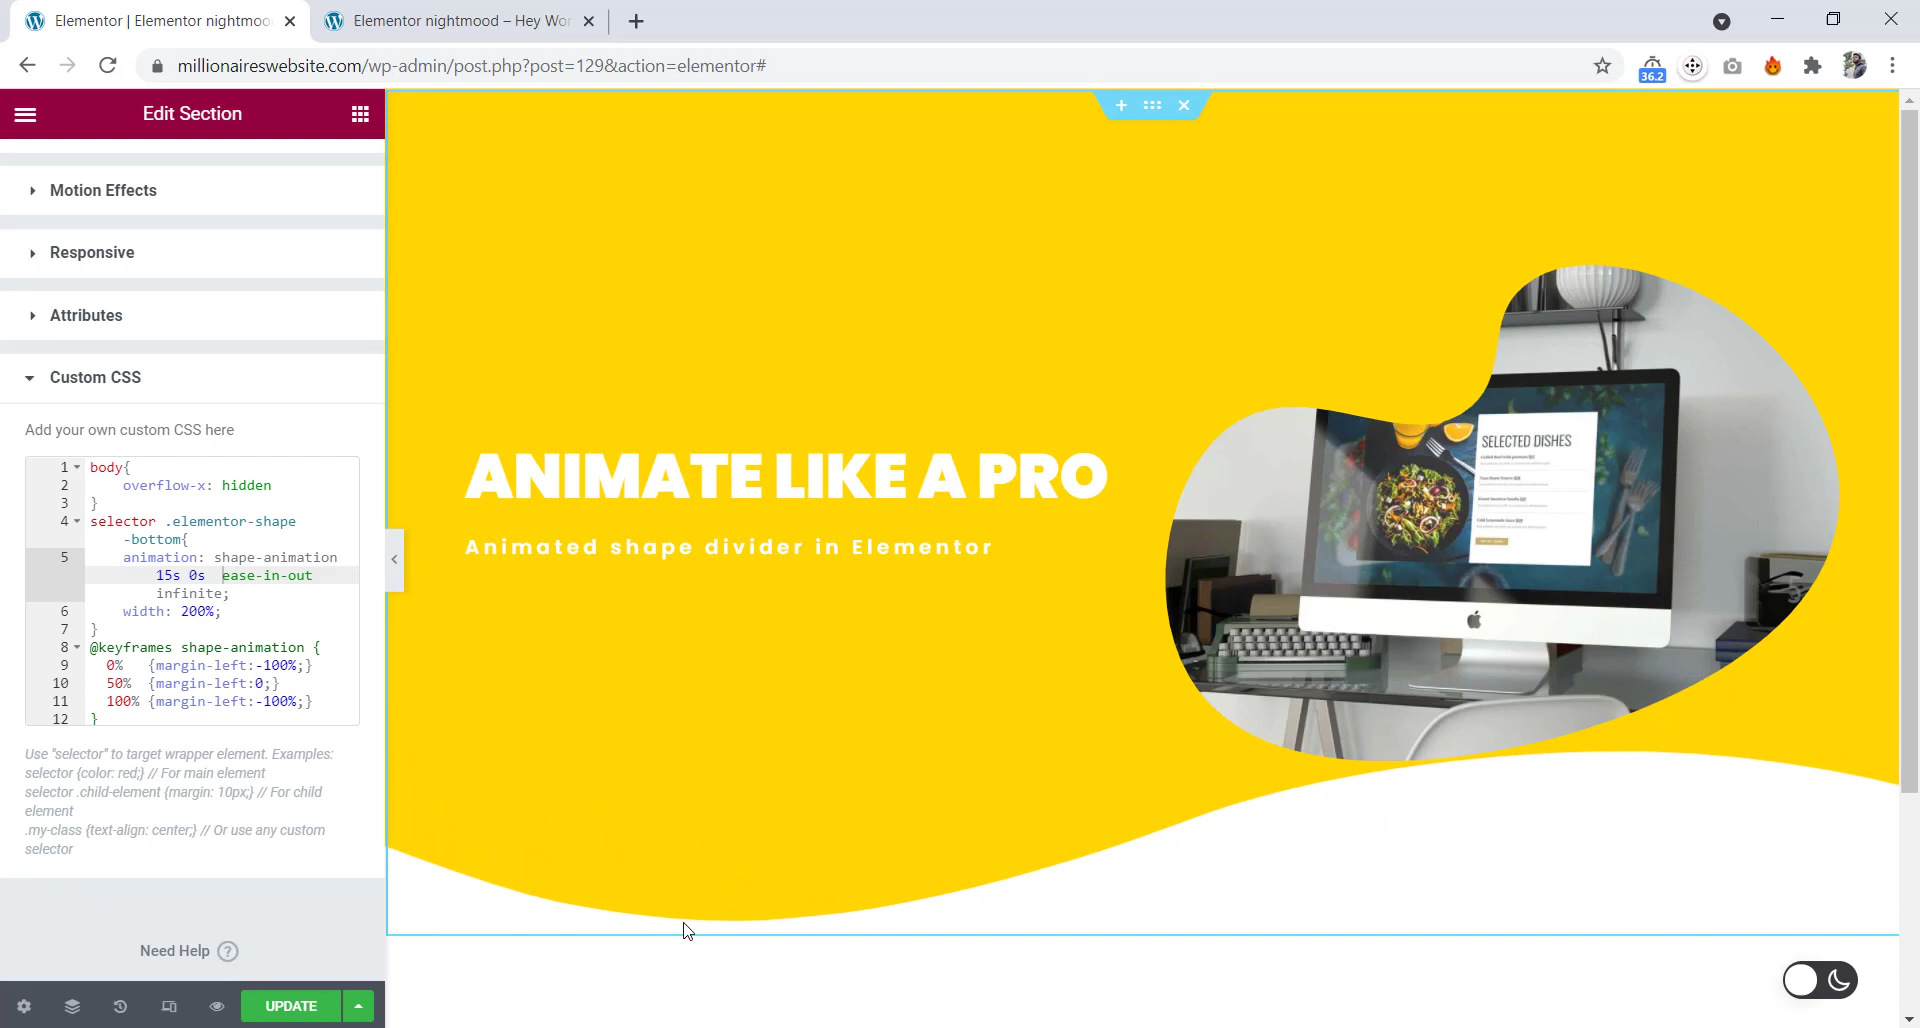 Elementor | Elementor nightmoo
Elementor nightmood – Hey Wor
millionaireswebsite.com/wp-admin/post.php?post=129&action=elementor#
36.2
Edit Section
Motion Effects
Responsive
Attributes
Custom CSS
Add your own custom CSS here
1 body{
2 overflow-x: hidden
3 }
4 selector .elementor-shape
-bottom{
5 animation: shape-animation
15s 0s  ease-in-out
infinite;
6 width: 200%;
7 }
8 @keyframes shape-animation {
9 0%   {margin-left:-100%;}
10 50%  {margin-left:0;}
11 100% {margin-left:-100%;}
12 }
Use "selector" to target wrapper element. Examples:
selector {color: red;} // For main element
selector .child-element {margin: 10px;} // For child
element
.my-class {text-align: center;} // Or use any custom
selector
Need Help ?
UPDATE
ANIMATE LIKE A PRO
Animated shape divider in Elementor
SELECTED DISHES